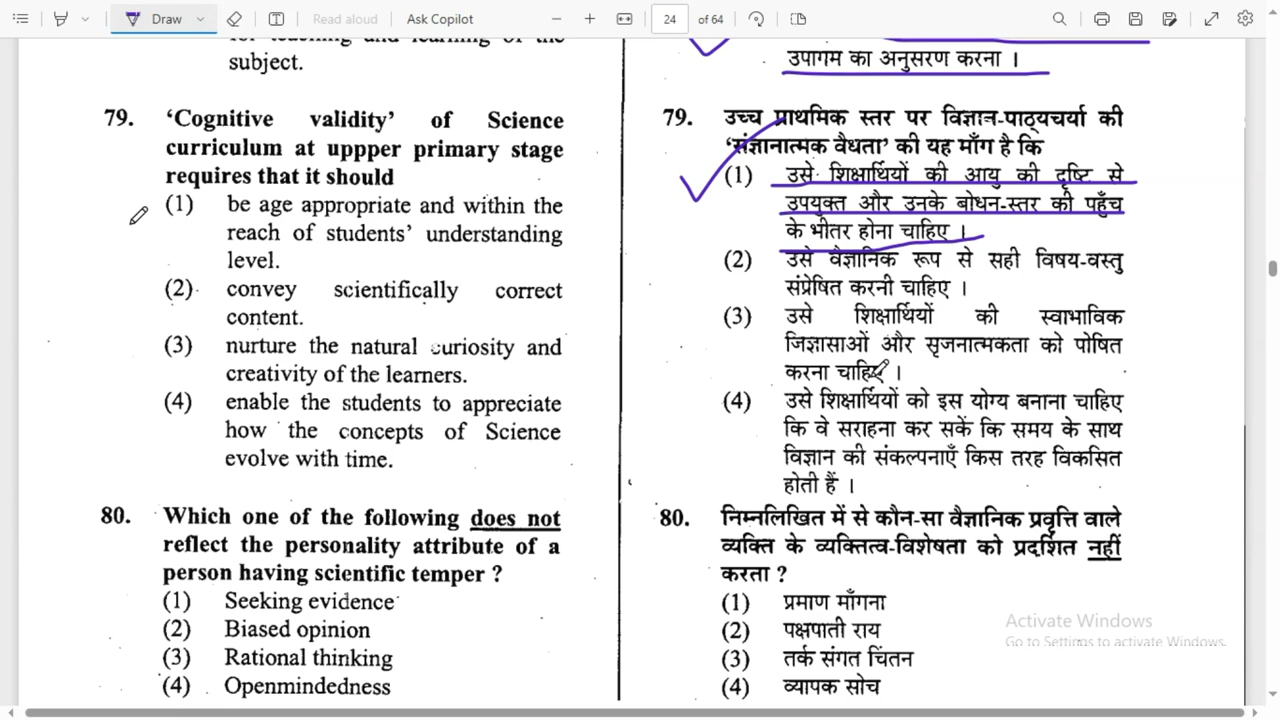 Draw
Read aloud
Ask Copilot
24
of 64
for teaching and learning of the
subject.
79. 'Cognitive validity' of Science
curriculum at uppper primary stage
requires that it should
(1) be age appropriate and within the
reach of students' understanding
level.
(2) convey scientifically correct
content.
(3) nurture the natural curiosity and
creativity of the learners.
(4) enable the students to appreciate
how the concepts of Science
evolve with time.
80. Which one of the following does not
reflect the personality attribute of a
person having scientific temper ?
(1) Seeking evidence
(2) Biased opinion
(3) Rational thinking
(4) Openmindedness
उपागम का अनुसरण करना ।
79. उच्च प्राथमिक स्तर पर विज्ञान-पाठ्यचर्या की
'संज्ञानात्मक वैधता' की यह माँग है कि
(1) उसे शिक्षार्थियों की आयु की दृष्टि से
उपयुक्त और उनके बोधन-स्तर की पहुँच
के भीतर होना चाहिए ।
(2) उसे वैज्ञानिक रूप से सही विषय-वस्तु
संप्रेषित करनी चाहिए ।
(3) उसे शिक्षार्थियों की स्वाभाविक
जिज्ञासाओं और सृजनात्मकता को पोषित
करना चाहिए ।
(4) उसे शिक्षार्थियों को इस योग्य बनाना चाहिए
कि वे सराहना कर सकें कि समय के साथ
विज्ञान की संकल्पनाएँ किस तरह विकसित
होती हैं ।
80. निम्नलिखित में से कौन-सा वैज्ञानिक प्रवृत्ति वाले
व्यक्ति के व्यक्तित्व-विशेषता को प्रदर्शित नहीं
करता ?
(1) प्रमाण माँगना
(2) पक्षपाती राय
(3) तर्क संगत चिंतन
(4) व्यापक सोच
Activate Windows
Go to Settings to activate Windows.